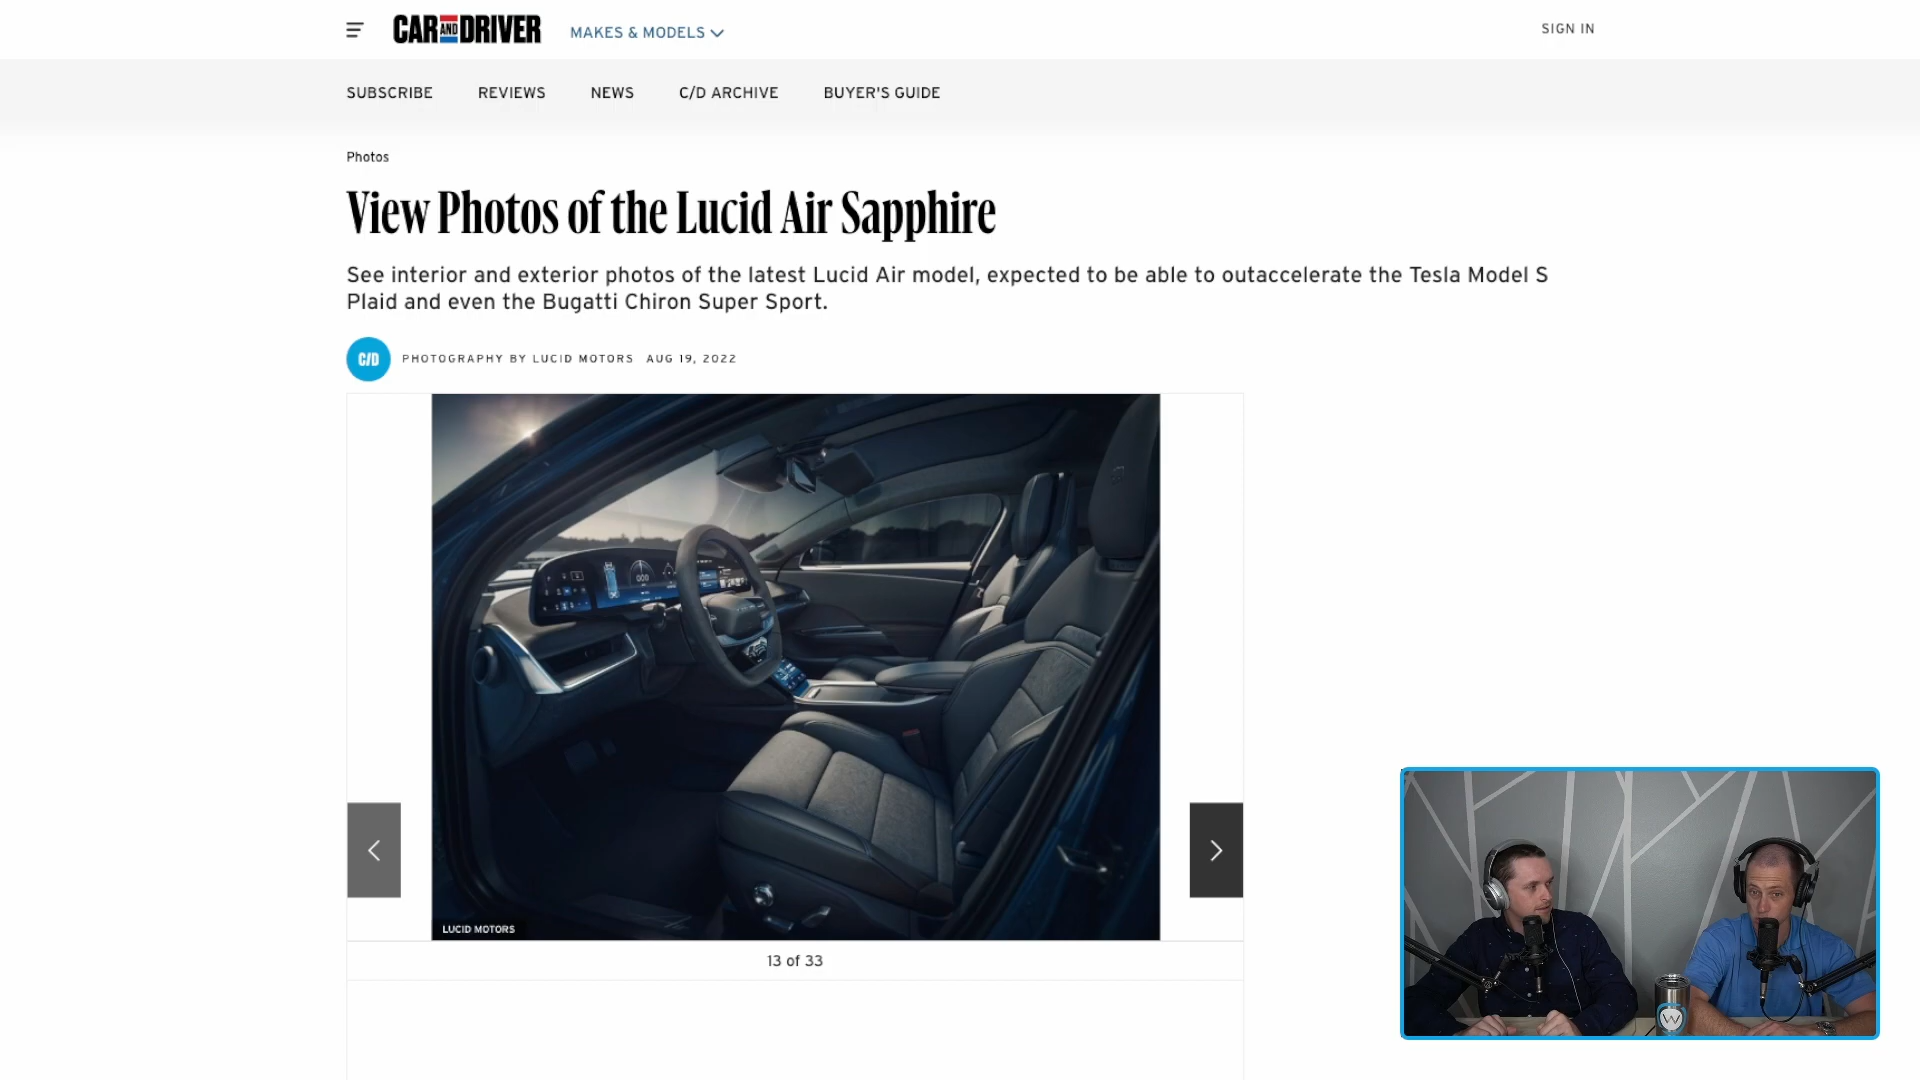 CAR AND DRIVER
MAKES & MODELS
SIGN IN
SUBSCRIBE
REVIEWS
NEWS
C/D ARCHIVE
BUYER'S GUIDE
Photos
View Photos of the Lucid Air Sapphire
See interior and exterior photos of the latest Lucid Air model, expected to be able to outaccelerate the Tesla Model S
Plaid and even the Bugatti Chiron Super Sport.
C/D
PHOTOGRAPHY BY LUCID MOTORS AUG 19, 2022
LUCID MOTORS
13 of 33
W